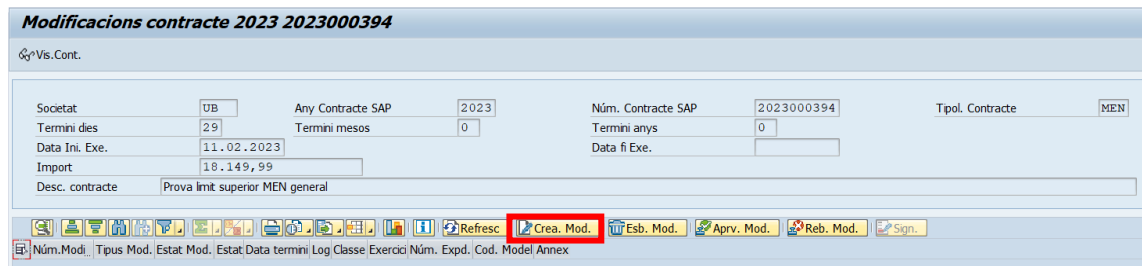 Modificacions contracte 2023 2023000394
Vis.Cont.
Societat UB Any Contracte SAP 2023 Núm. Contracte SAP 2023000394 Tipol. Contracte MEN
Termini dies 29 Termini mesos 0 Termini anys 0
Data Ini. Exe. 11.02.2023 Data fi Exe.
Import 18.149,99
Desc. contracte Prova limit superior MEN general
Refresc Crea. Mod. Esb. Mod. Aprv. Mod. Reb. Mod. Sign.
Núm.Modi.. Tipus Mod. Estat Mod. Estat Data termini Log Classe Exercici Núm. Expd. Cod. Model Annex